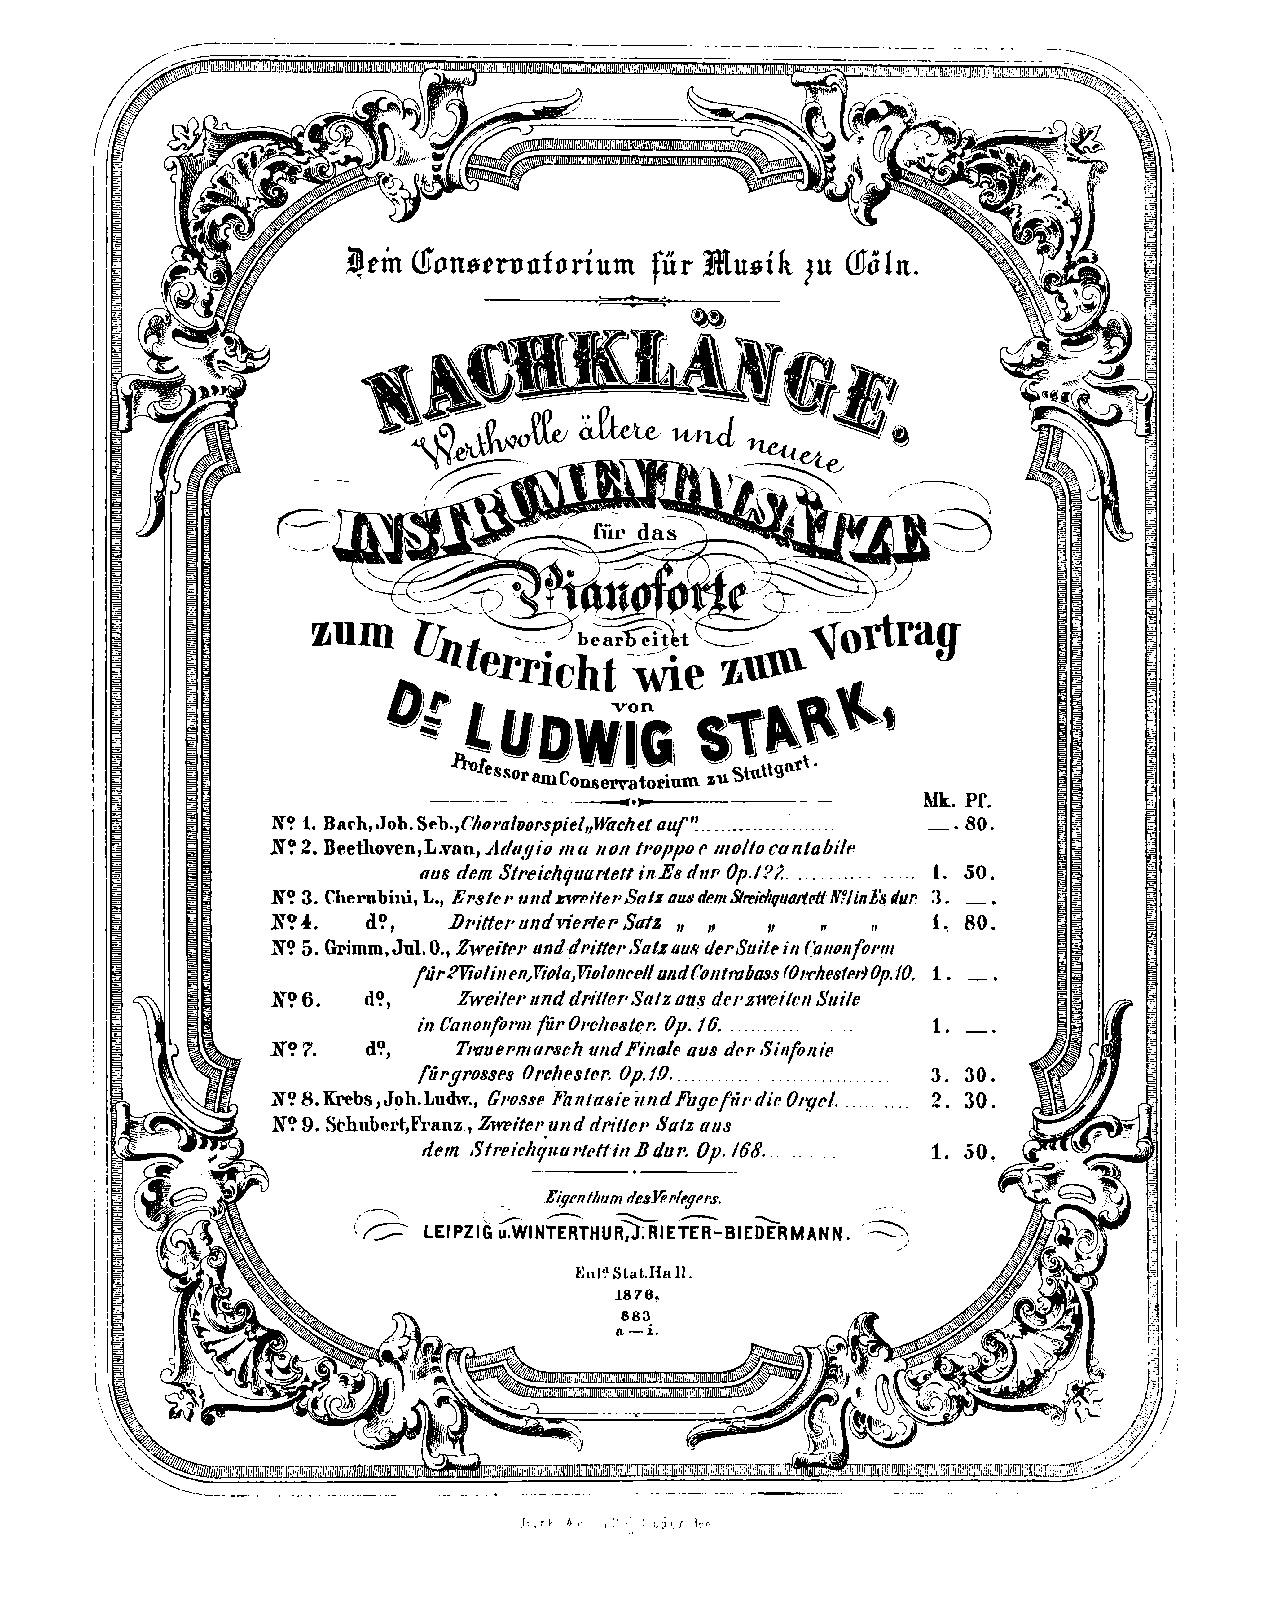 Dem Conservatorium für Musik zu Cöln.
NACHKLÄNGE.
Werthvolle ältere und neuere
INSTRUMENTALSÄTZE
für das
Pianoforte
bearbeitet
zum Unterricht wie zum Vortrag
von
Dr. LUDWIG STARK,
Professor am Conservatorium zu Stuttgart.
Mk. Pf.
No. 1. Bach, Joh. Seb., Choralvorspiel „Wachet auf" — . 80.
No. 2. Beethoven, L. van, Adagio ma non troppo e molto cantabile
aus dem Streichquartett in Es dur Op. 127. 1. 50.
No. 3. Cherubini, L., Erster und zweiter Satz aus dem Streichquartett No. 1 in Es dur 3. —.
No. 4. do., Dritter und vierter Satz „ „ „ „ „ 1. 80.
No. 5. Grimm, Jul. O., Zweiter und dritter Satz aus der Suite in Canonform
für 2 Violinen, Viola, Violoncell und Contrabass (Orchester) Op. 10. 1. —.
No. 6. do., Zweiter und dritter Satz aus der zweiten Suite
in Canonform für Orchester. Op. 16. 1. —.
No. 7. do., Trauermarsch und Finale aus der Sinfonie
für grosses Orchester. Op. 19. 3. 30.
No. 8. Krebs, Joh. Ludw., Grosse Fantasie und Fuge für die Orgel. 2. 30.
No. 9. Schubert, Franz, Zweiter und dritter Satz aus
dem Streichquartett in B dur. Op. 168. 1. 50.
Eigenthum des Verlegers.
LEIPZIG u. WINTERTHUR, J. RIETER-BIEDERMANN.
Entd. Stat. Hall.
1876.
883
a — i.